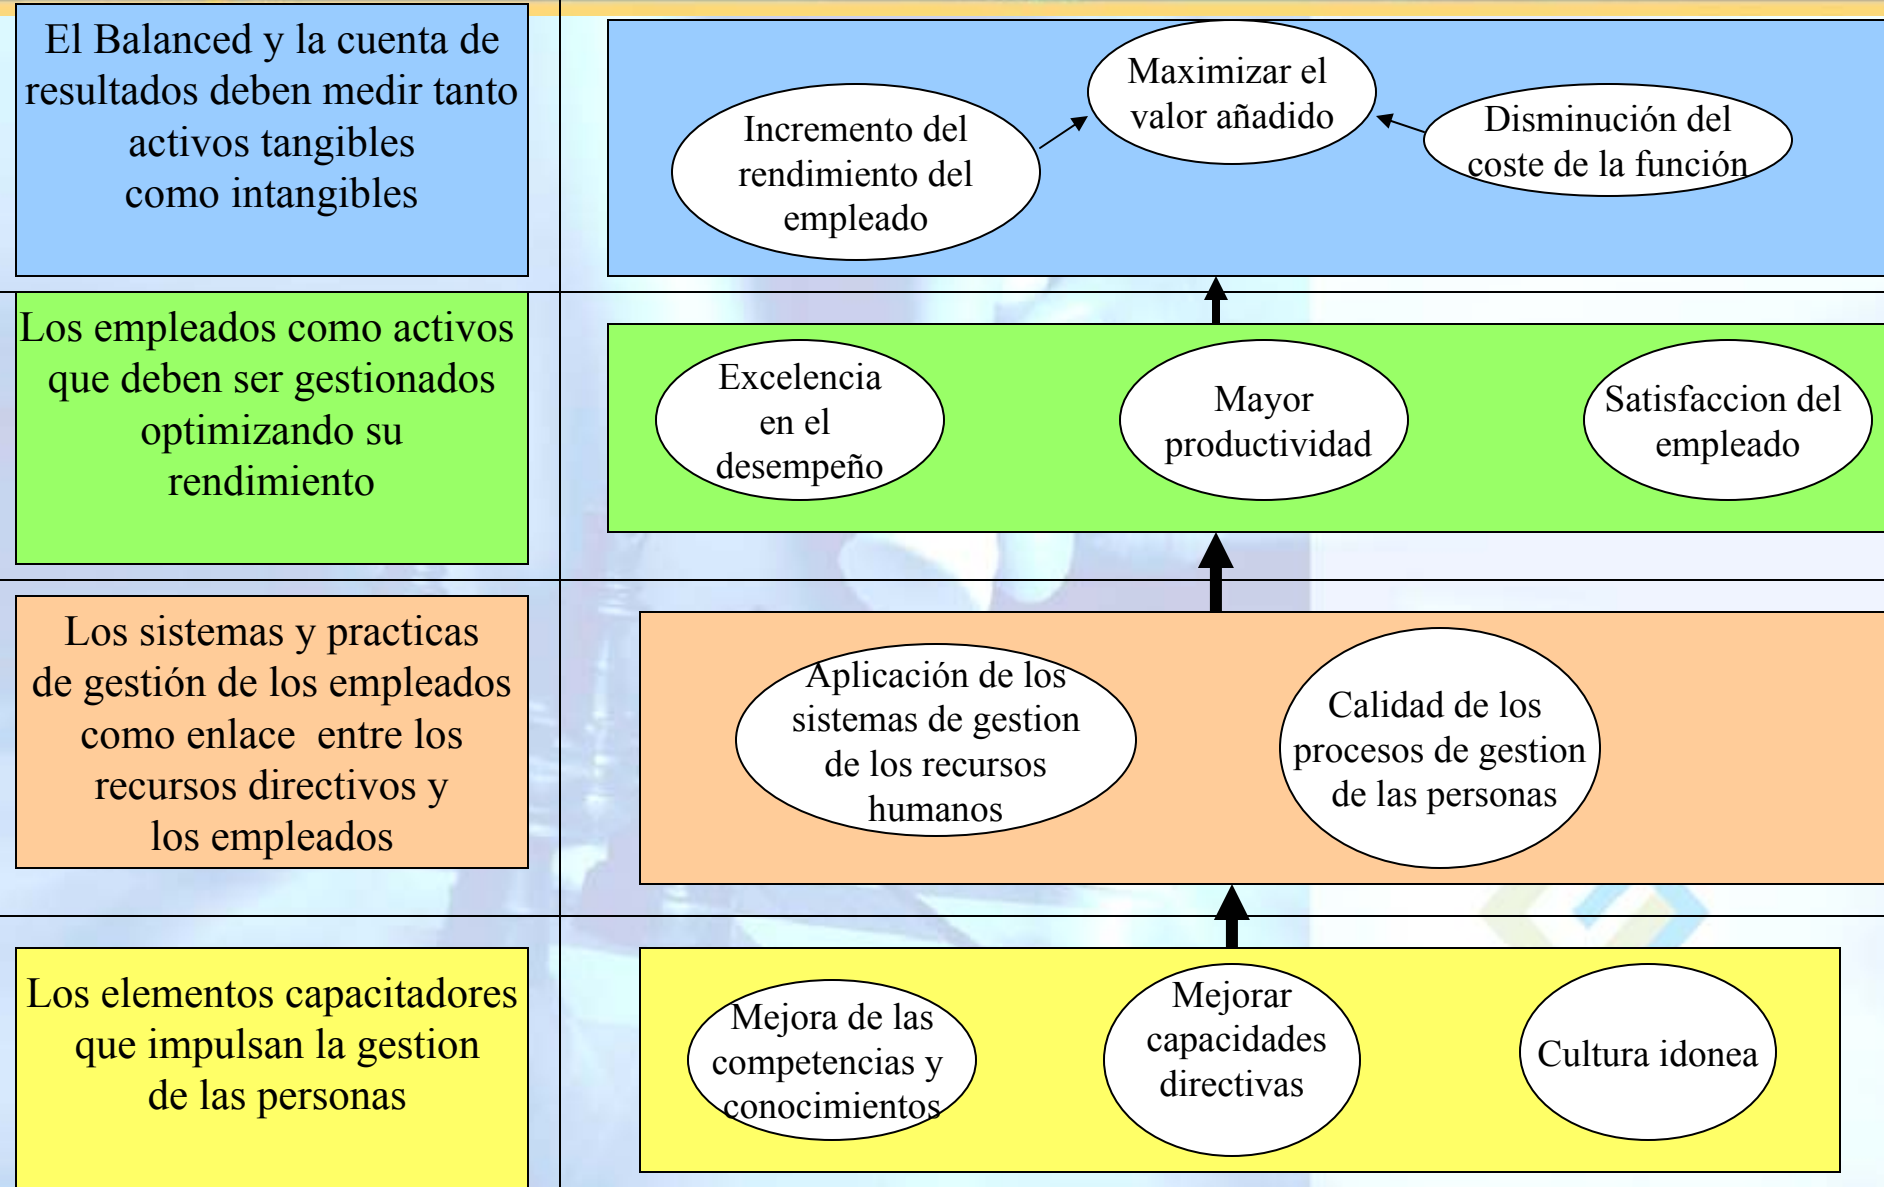 El Balanced y la cuenta de
resultados deben medir tanto
activos tangibles
como intangibles
Incremento del
rendimiento del
empleado
Maximizar el
valor añadido
Disminución del
coste de la función
Los empleados como activos
que deben ser gestionados
optimizando su
rendimiento
Excelencia
en el
desempeño
Mayor
productividad
Satisfaccion del
empleado
Los sistemas y practicas
de gestión de los empleados
como enlace  entre los
recursos directivos y
los empleados
Aplicación de los
sistemas de gestion
de los recursos
humanos
Calidad de los
procesos de gestion
de las personas
Los elementos capacitadores
que impulsan la gestion
de las personas
Mejora de las
competencias y
conocimientos
Mejorar
capacidades
directivas
Cultura idonea